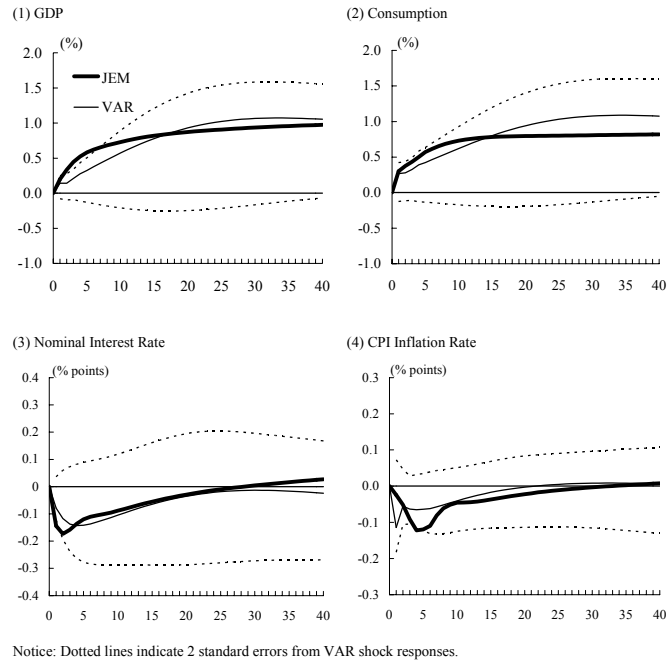 (1) GDP
(%)
2.0
1.5
1.0
0.5
0.0
-0.5
-1.0
JEM
VAR
0 5 10 15 20 25 30 35 40
(2) Consumption
(%)
2.0
1.5
1.0
0.5
0.0
-0.5
-1.0
0 5 10 15 20 25 30 35 40
(3) Nominal Interest Rate
(% points)
0.4
0.3
0.2
0.1
0
-0.1
-0.2
-0.3
-0.4
0 5 10 15 20 25 30 35 40
(4) CPI Inflation Rate
(% points)
0.3
0.2
0.1
0.0
-0.1
-0.2
-0.3
0 5 10 15 20 25 30 35 40
Notice: Dotted lines indicate 2 standard errors from VAR shock responses.